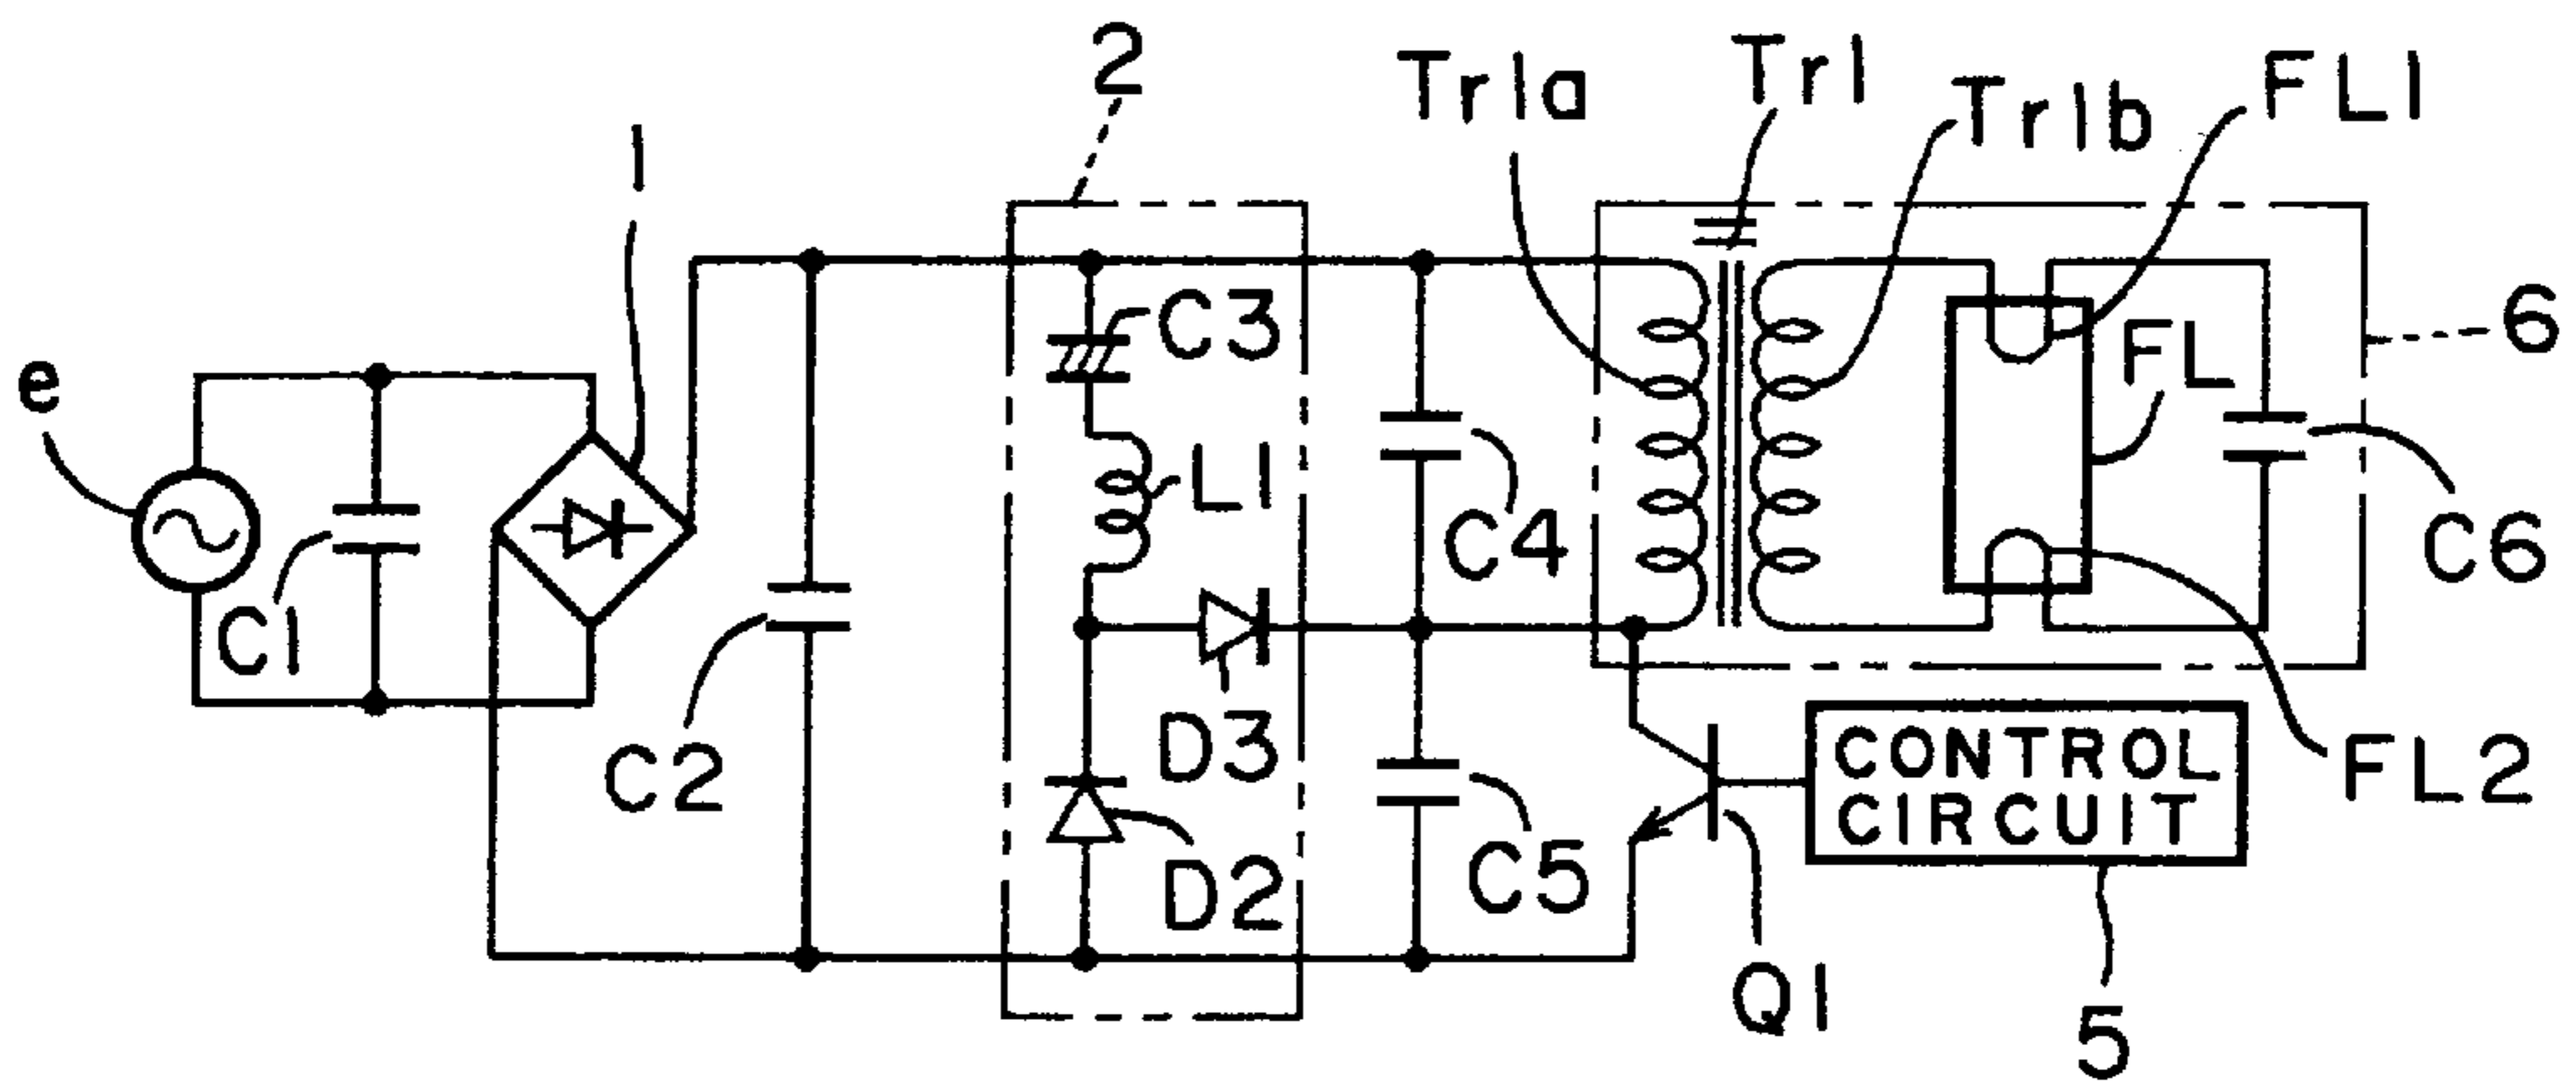 2
Tr1a
Tr1
Tr1b
FL1
1
e
C3
FL
6
L1
C4
C6
C1
C2
D3
CONTROL
CIRCUIT
FL2
D2
C5
Q1
5